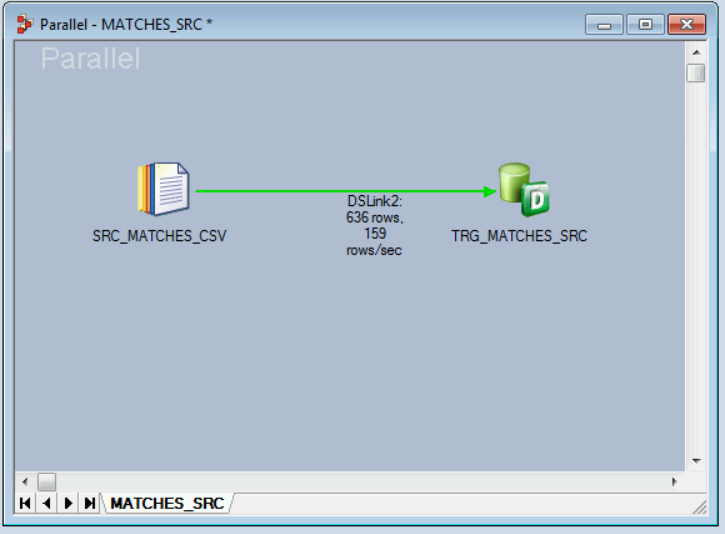 Parallel - MATCHES_SRC *
Parallel
DSLink2:
636 rows,
159
rows/sec
SRC_MATCHES_CSV
TRG_MATCHES_SRC
D
MATCHES_SRC